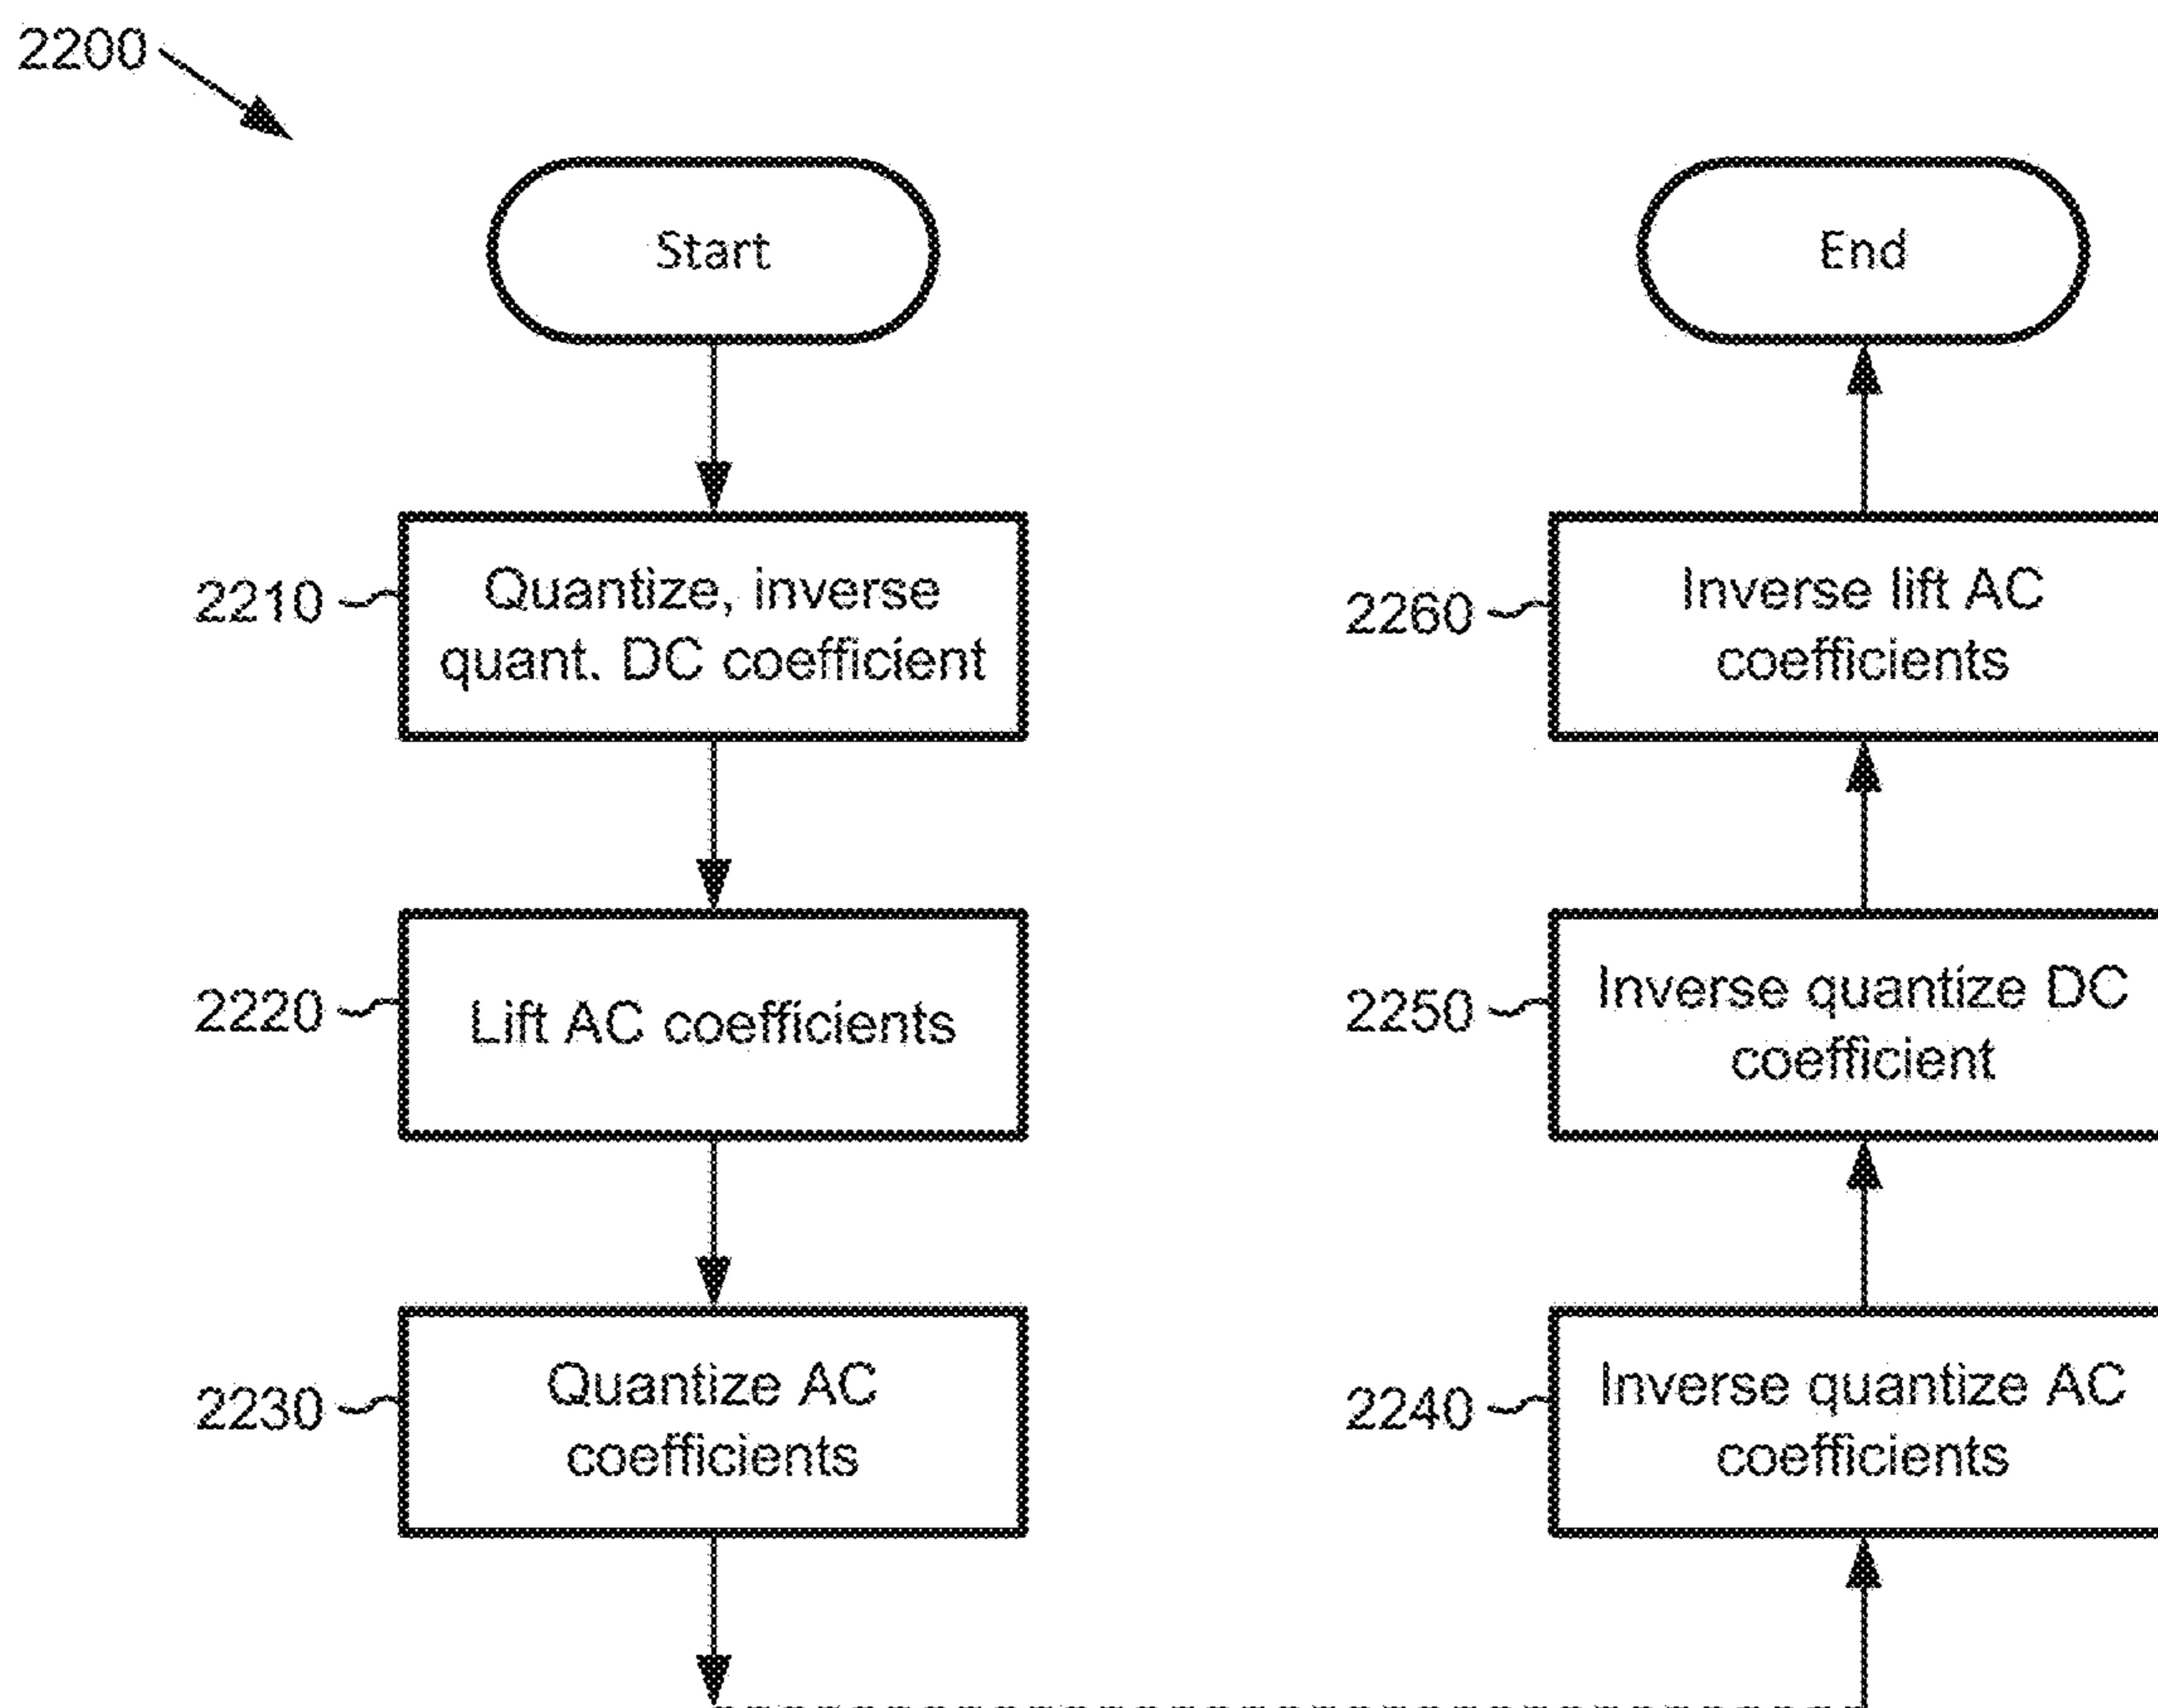 2200
Start
2210
Quantize, inverse
quant. DC coefficient
2220
Lift AC coefficients
2230
Quantize AC
coefficients
End
2260
Inverse lift AC
coefficients
2250
Inverse quantize DC
coefficient
2240
Inverse quantize AC
coefficients